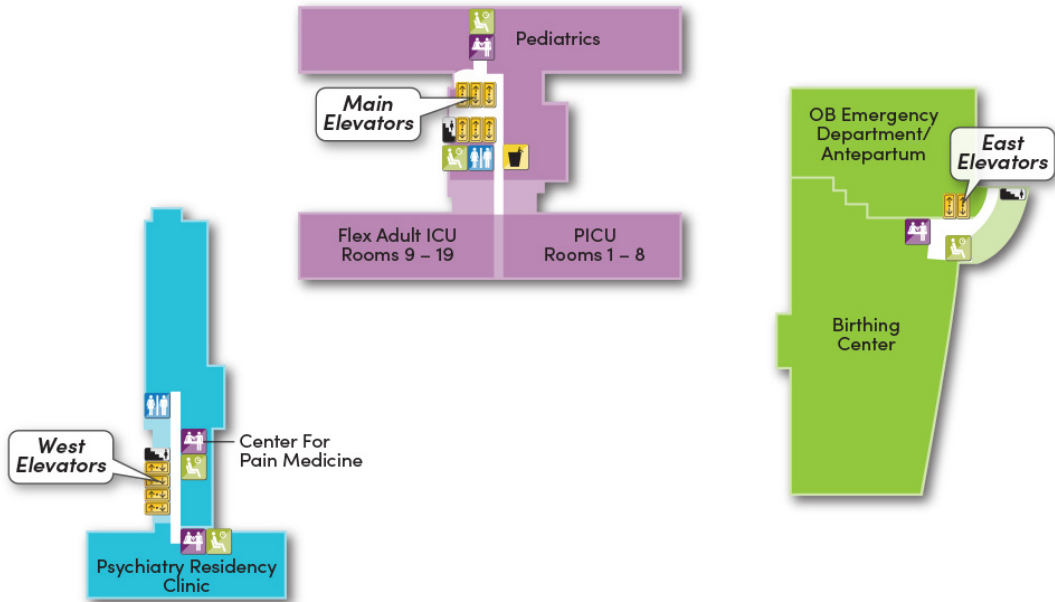 Pediatrics
Main
Elevators
Flex Adult ICU
Rooms 9 – 19
PICU
Rooms 1 – 8
OB Emergency
Department/
Antepartum
East
Elevators
Birthing
Center
West
Elevators
Center For
Pain Medicine
Psychiatry Residency
Clinic